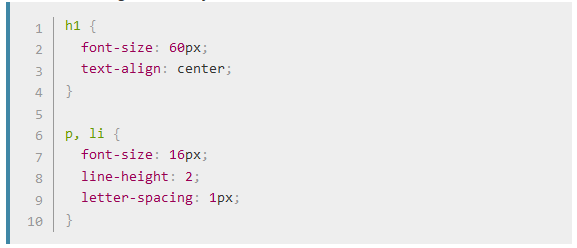 1 h1 {
2   font-size: 60px;
3   text-align: center;
4 }
5
6 p, li {
7   font-size: 16px;
8   line-height: 2;
9   letter-spacing: 1px;
10 }